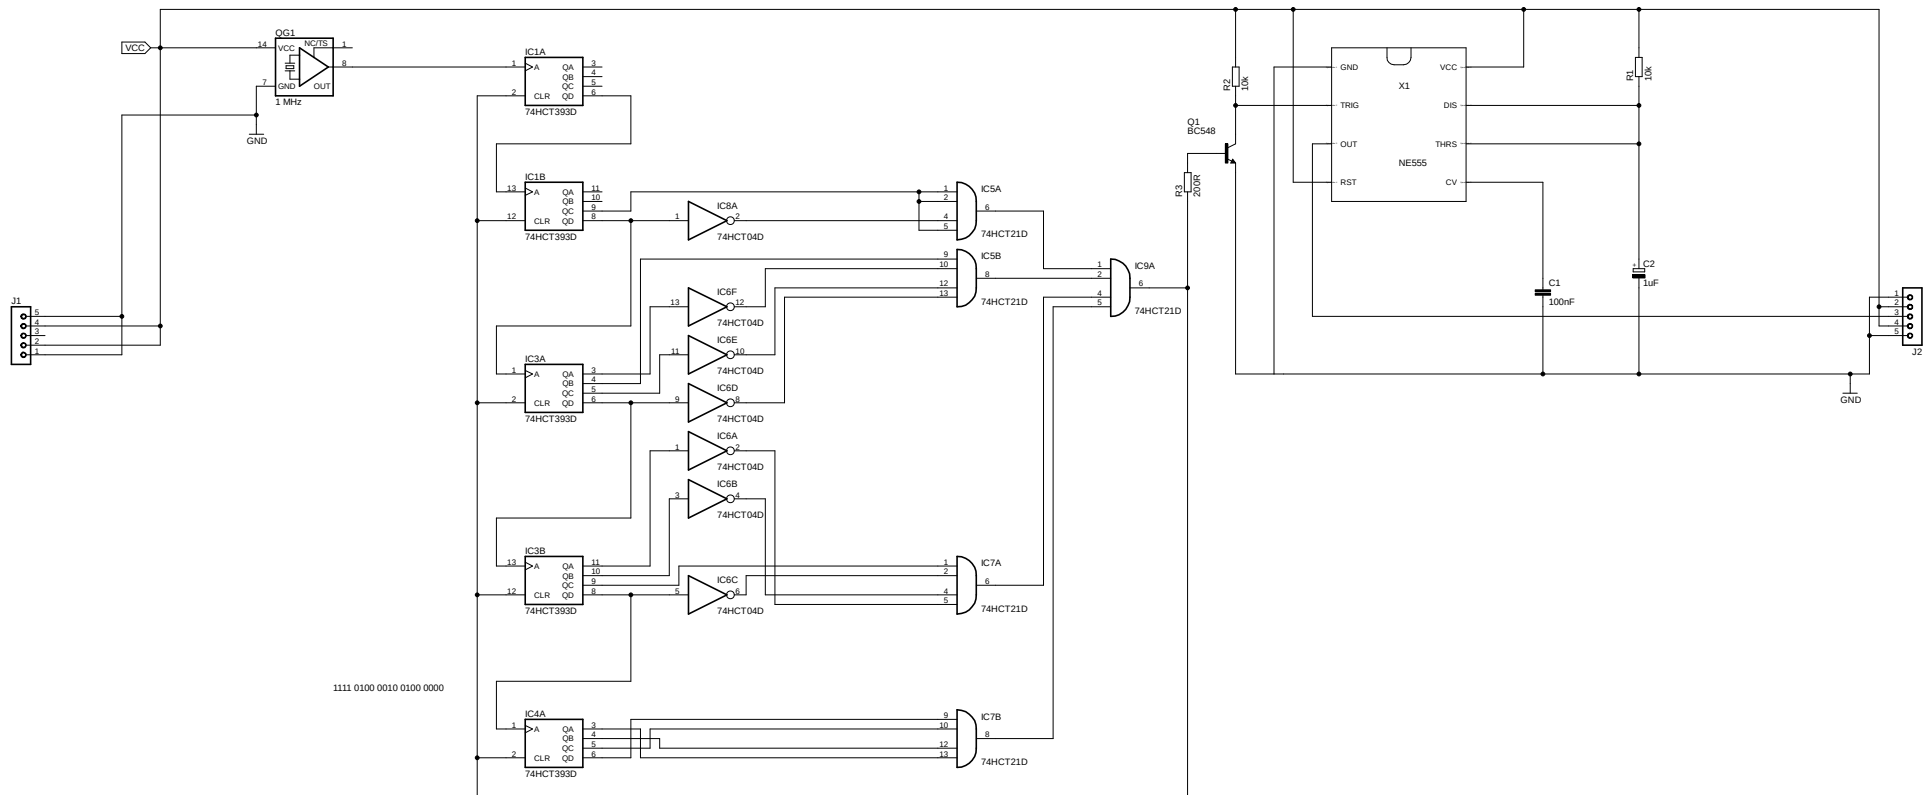 QG1
VCC
14
VCC
NC/TS
1
8
7
GND
OUT
1 MHz
GND
IC1A
1
A
QA
3
QB
4
QC
5
2
CLR
QD
6
74HCT393D
IC1B
13
A
QA
11
QB
10
QC
9
12
CLR
QD
8
74HCT393D
IC8A
1
2
74HCT04D
1
2
4
5
6
IC5A
74HCT21D
9
10
12
13
8
IC5B
74HCT21D
IC6F
13
12
74HCT04D
IC6E
11
10
74HCT04D
IC6D
9
8
74HCT04D
IC3A
1
A
QA
3
QB
4
QC
5
2
CLR
QD
6
74HCT393D
IC6A
1
2
74HCT04D
IC6B
3
4
74HCT04D
IC3B
13
A
QA
11
QB
10
QC
9
12
CLR
QD
8
74HCT393D
IC6C
5
6
74HCT04D
1
2
4
5
6
IC7A
74HCT21D
1111 0100 0010 0100 0000
IC4A
1
A
QA
3
QB
4
QC
5
2
CLR
QD
6
74HCT393D
9
10
12
13
8
IC7B
74HCT21D
1
2
4
5
6
IC9A
74HCT21D
J1
5
4
3
2
1
Q1
BC548
R3
200R
R2
10k
GND
TRIG
OUT
RST
X1
NE555
VCC
DIS
THRS
CV
R1
10k
C1
100nF
+
C2
1uF
GND
1
2
3
4
5
J2